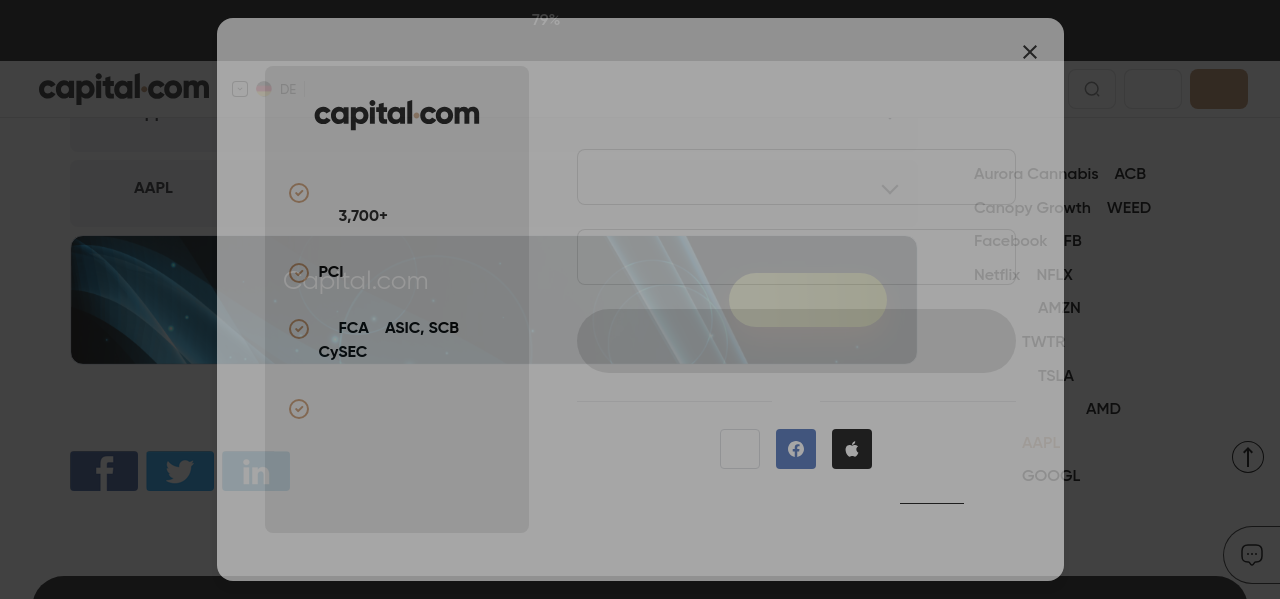 79%
capital.com
DE
capital.com
AAPL
3,700+
PCI
Capital.com
FCA ASIC, SCB
CySEC
Aurora Cannabis ACB
Canopy Growth WEED
Facebook FB
Netflix NFLX
AMZN
TWTR
TSLA
AMD
AAPL
GOOGL